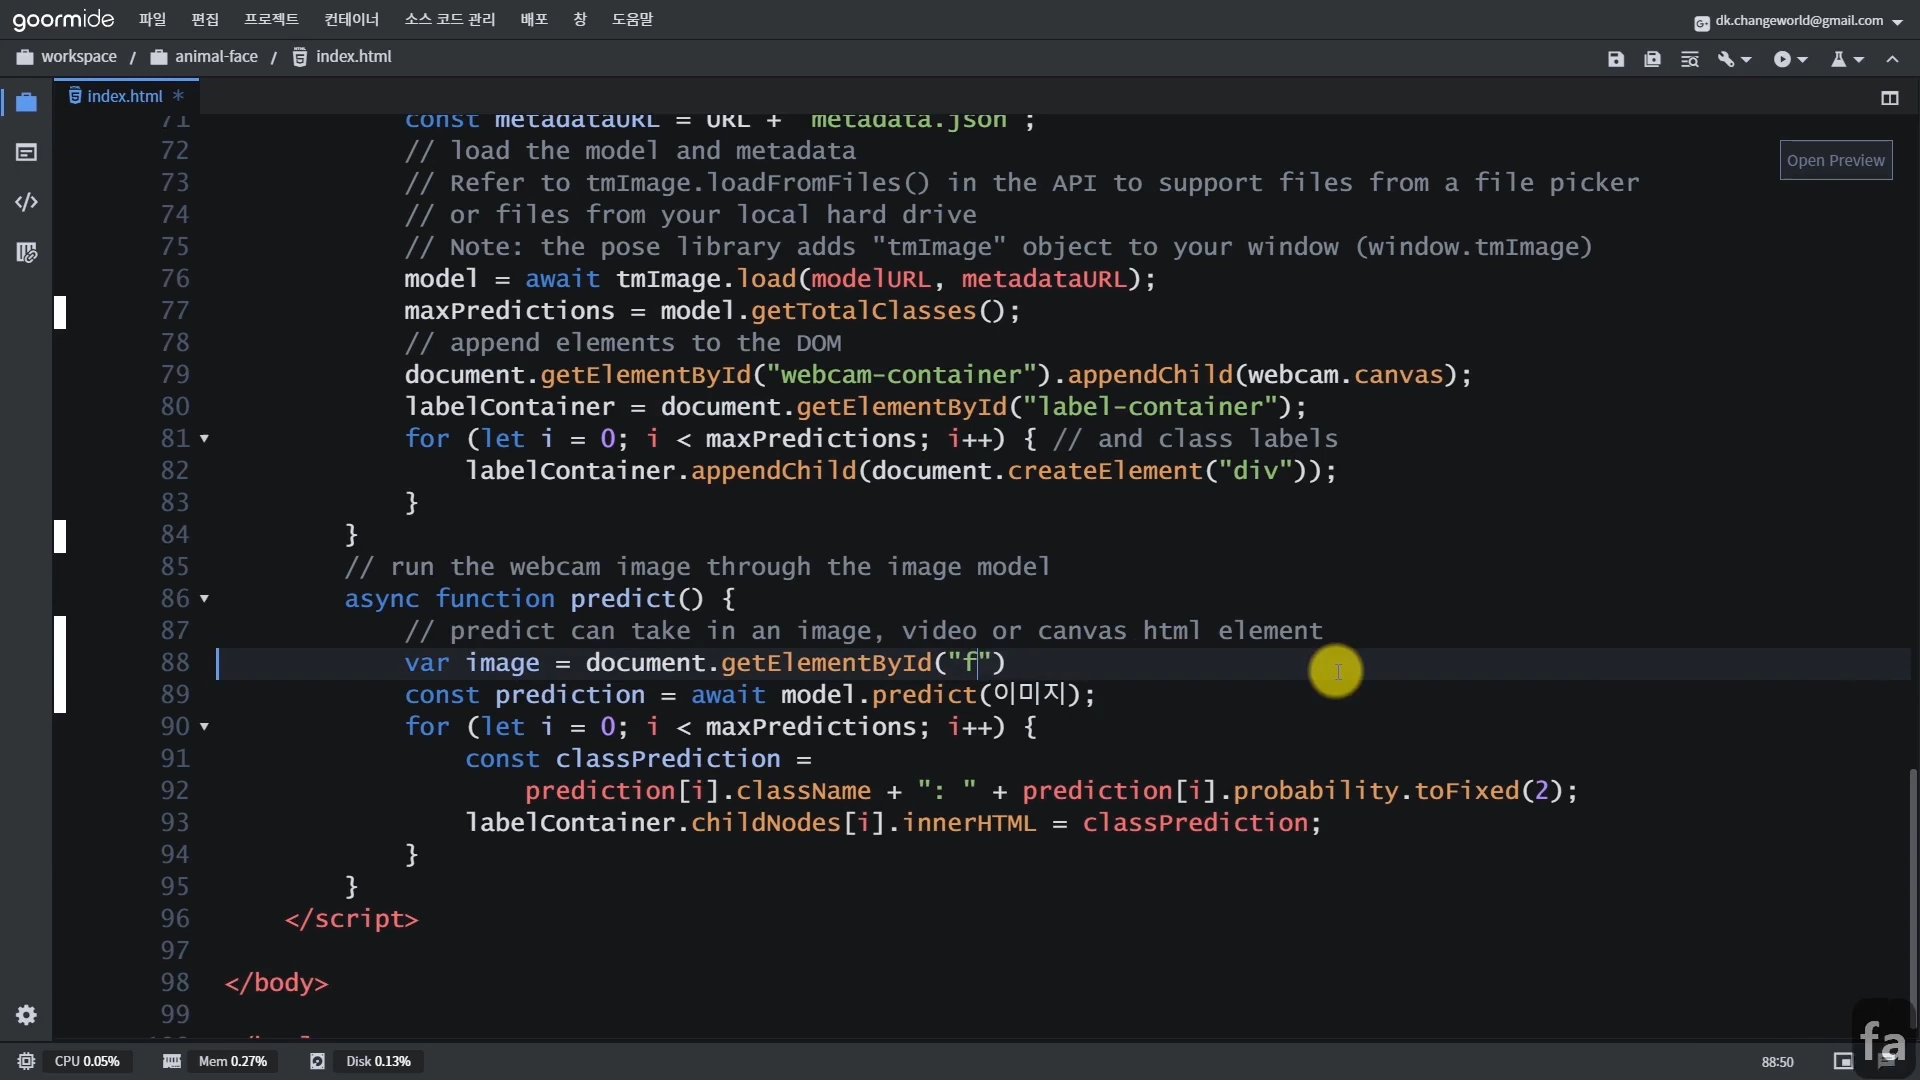 goormide 파일 편집 프로젝트 컨테이너 소스 코드 관리 배포 창 도움말 dk.changeworld@gmail.com
workspace / animal-face / index.html
index.html *
71 const metadataURL = URL + "metadata.json";
Open Preview
72 // load the model and metadata
73 // Refer to tmImage.loadFromFiles() in the API to support files from a file picker
74 // or files from your local hard drive
75 // Note: the pose library adds "tmImage" object to your window (window.tmImage)
76 model = await tmImage.load(modelURL, metadataURL);
77 maxPredictions = model.getTotalClasses();
78 // append elements to the DOM
79 document.getElementById("webcam-container").appendChild(webcam.canvas);
80 labelContainer = document.getElementById("label-container");
81 for (let i = 0; i < maxPredictions; i++) { // and class labels
82 labelContainer.appendChild(document.createElement("div"));
83 }
84 }
85 // run the webcam image through the image model
86 async function predict() {
87 // predict can take in an image, video or canvas html element
88 var image = document.getElementById("f")
89 const prediction = await model.predict(이미지);
90 for (let i = 0; i < maxPredictions; i++) {
91 const classPrediction =
92 prediction[i].className + ": " + prediction[i].probability.toFixed(2);
93 labelContainer.childNodes[i].innerHTML = classPrediction;
94 }
95 }
96 </script>
97
98 </body>
99
fa
CPU 0.05% Mem 0.27% Disk 0.13% 88:50